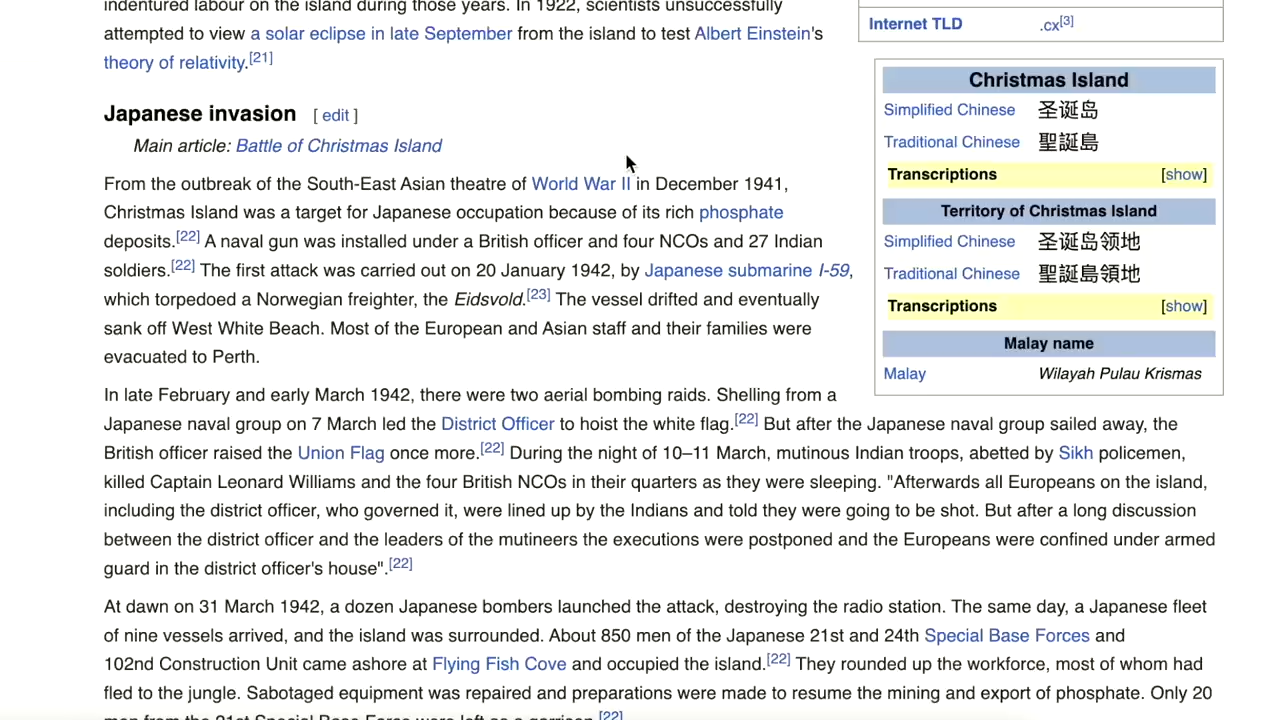 indentured labour on the island during those years. In 1922, scientists unsuccessfully
attempted to view a solar eclipse in late September from the island to test Albert Einstein's
theory of relativity.[21]
Japanese invasion [ edit ]
Main article: Battle of Christmas Island
From the outbreak of the South-East Asian theatre of World War II in December 1941,
Christmas Island was a target for Japanese occupation because of its rich phosphate
deposits.[22] A naval gun was installed under a British officer and four NCOs and 27 Indian
soldiers.[22] The first attack was carried out on 20 January 1942, by Japanese submarine I-59,
which torpedoed a Norwegian freighter, the Eidsvold.[23] The vessel drifted and eventually
sank off West White Beach. Most of the European and Asian staff and their families were
evacuated to Perth.
In late February and early March 1942, there were two aerial bombing raids. Shelling from a
Japanese naval group on 7 March led the District Officer to hoist the white flag.[22] But after the Japanese naval group sailed away, the
British officer raised the Union Flag once more.[22] During the night of 10–11 March, mutinous Indian troops, abetted by Sikh policemen,
killed Captain Leonard Williams and the four British NCOs in their quarters as they were sleeping. "Afterwards all Europeans on the island,
including the district officer, who governed it, were lined up by the Indians and told they were going to be shot. But after a long discussion
between the district officer and the leaders of the mutineers the executions were postponed and the Europeans were confined under armed
guard in the district officer's house".[22]
At dawn on 31 March 1942, a dozen Japanese bombers launched the attack, destroying the radio station. The same day, a Japanese fleet
of nine vessels arrived, and the island was surrounded. About 850 men of the Japanese 21st and 24th Special Base Forces and
102nd Construction Unit came ashore at Flying Fish Cove and occupied the island.[22] They rounded up the workforce, most of whom had
fled to the jungle. Sabotaged equipment was repaired and preparations were made to resume the mining and export of phosphate. Only 20
men from the 21st Special Base Force were left as a garrison.[22]
Internet TLD .cx[3]
Christmas Island
Simplified Chinese 圣诞岛
Traditional Chinese 聖誕島
Transcriptions [show]
Territory of Christmas Island
Simplified Chinese 圣诞岛领地
Traditional Chinese 聖誕島領地
Transcriptions [show]
Malay name
Malay Wilayah Pulau Krismas